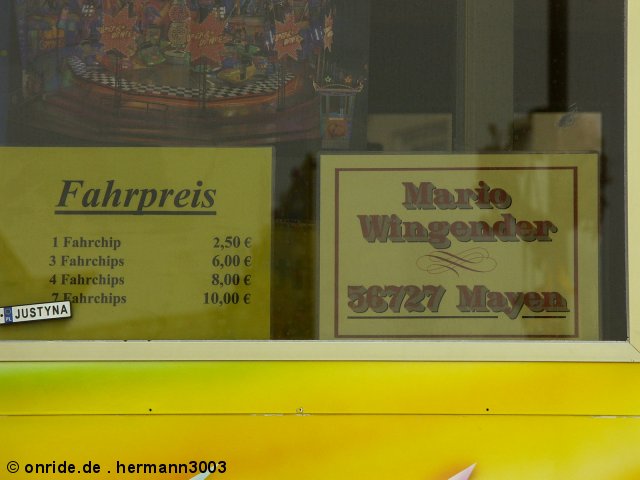 Fahrpreis
1 Fahrchip 2,50 €
3 Fahrchips 6,00 €
4 Fahrchips 8,00 €
7 Fahrchips 10,00 €
JUSTYNA
Mario
Wingender
56727 Mayen
© onride.de . hermann3003